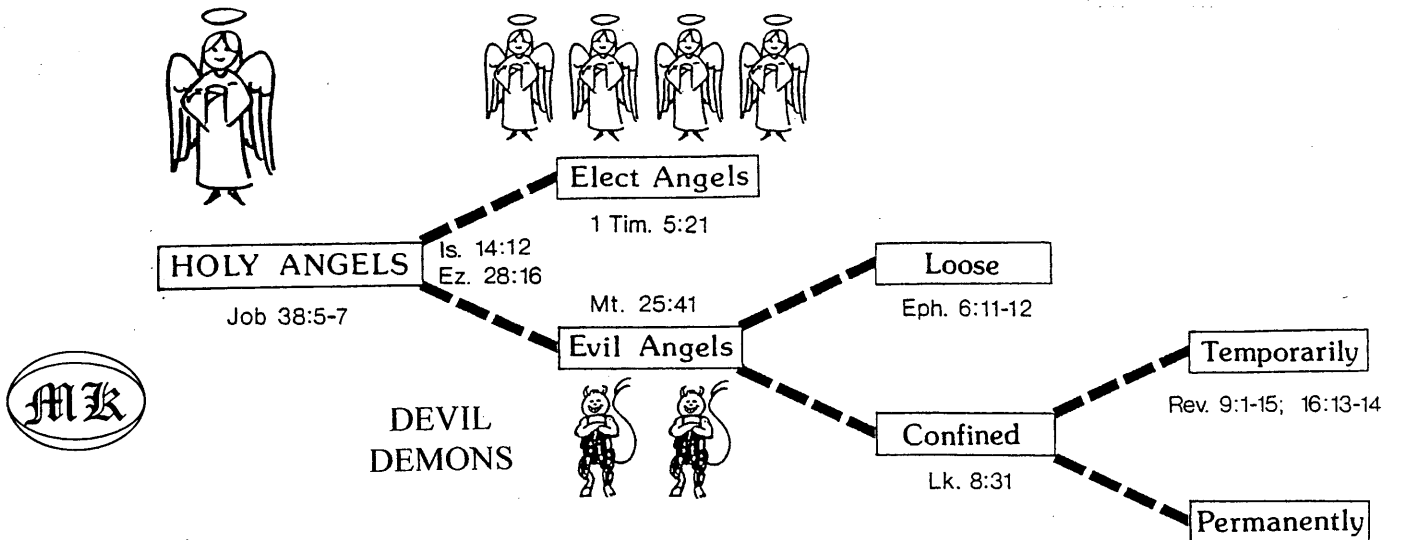 Elect Angels
1 Tim. 5:21
HOLY ANGELS
Job 38:5-7
Is. 14:12
Ez. 28:16
Mt. 25:41
Evil Angels
DEVIL
DEMONS
Loose
Eph. 6:11-12
Confined
Lk. 8:31
Temporarily
Rev. 9:1-15; 16:13-14
Permanently
MK